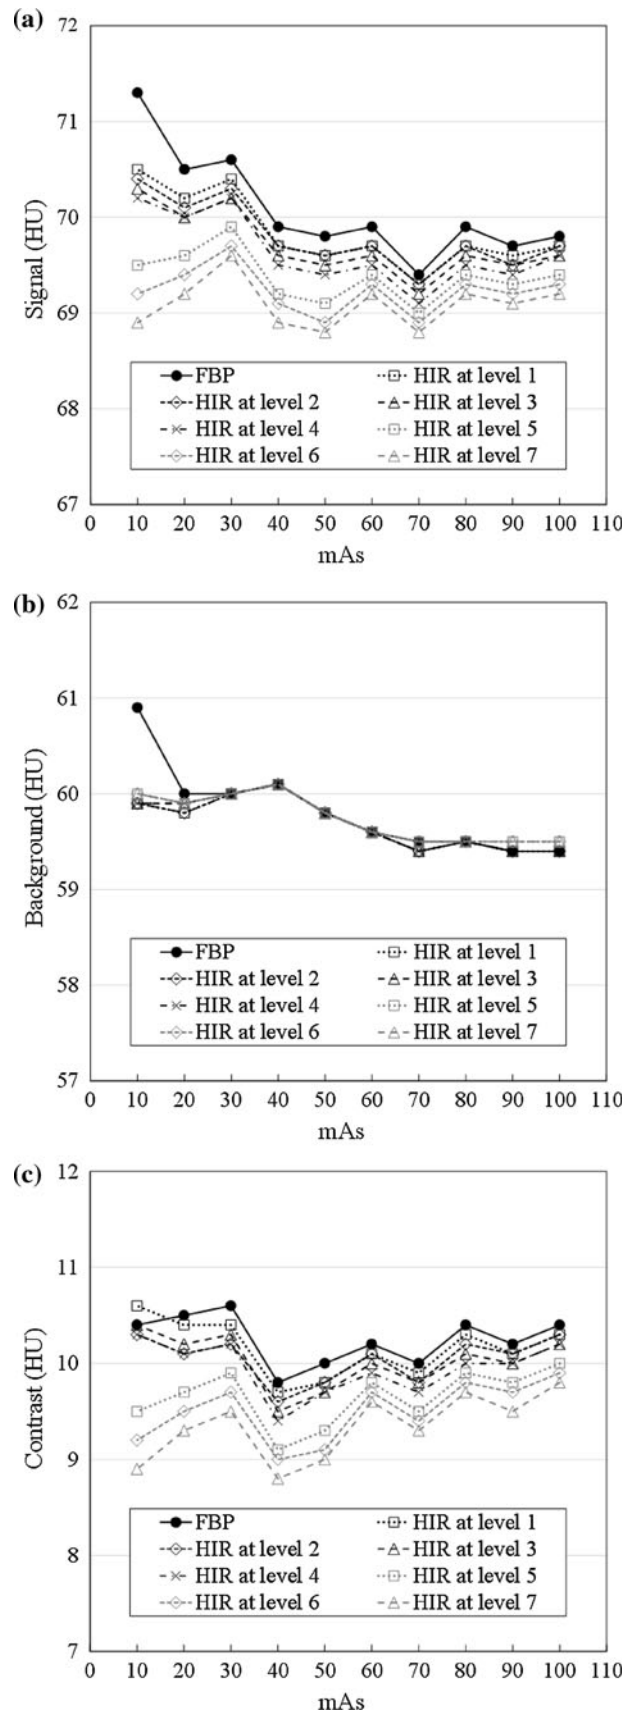 (a)
72
71
70
69
68
67
Signal (HU)
FBP
HIR at level 1
HIR at level 2
HIR at level 3
HIR at level 4
HIR at level 5
HIR at level 6
HIR at level 7
0 10 20 30 40 50 60 70 80 90 100 110
mAs
(b)
62
61
60
59
58
57
Background (HU)
FBP
HIR at level 1
HIR at level 2
HIR at level 3
HIR at level 4
HIR at level 5
HIR at level 6
HIR at level 7
0 10 20 30 40 50 60 70 80 90 100 110
mAs
(c)
12
11
10
9
8
7
Contrast (HU)
FBP
HIR at level 1
HIR at level 2
HIR at level 3
HIR at level 4
HIR at level 5
HIR at level 6
HIR at level 7
0 10 20 30 40 50 60 70 80 90 100 110
mAs